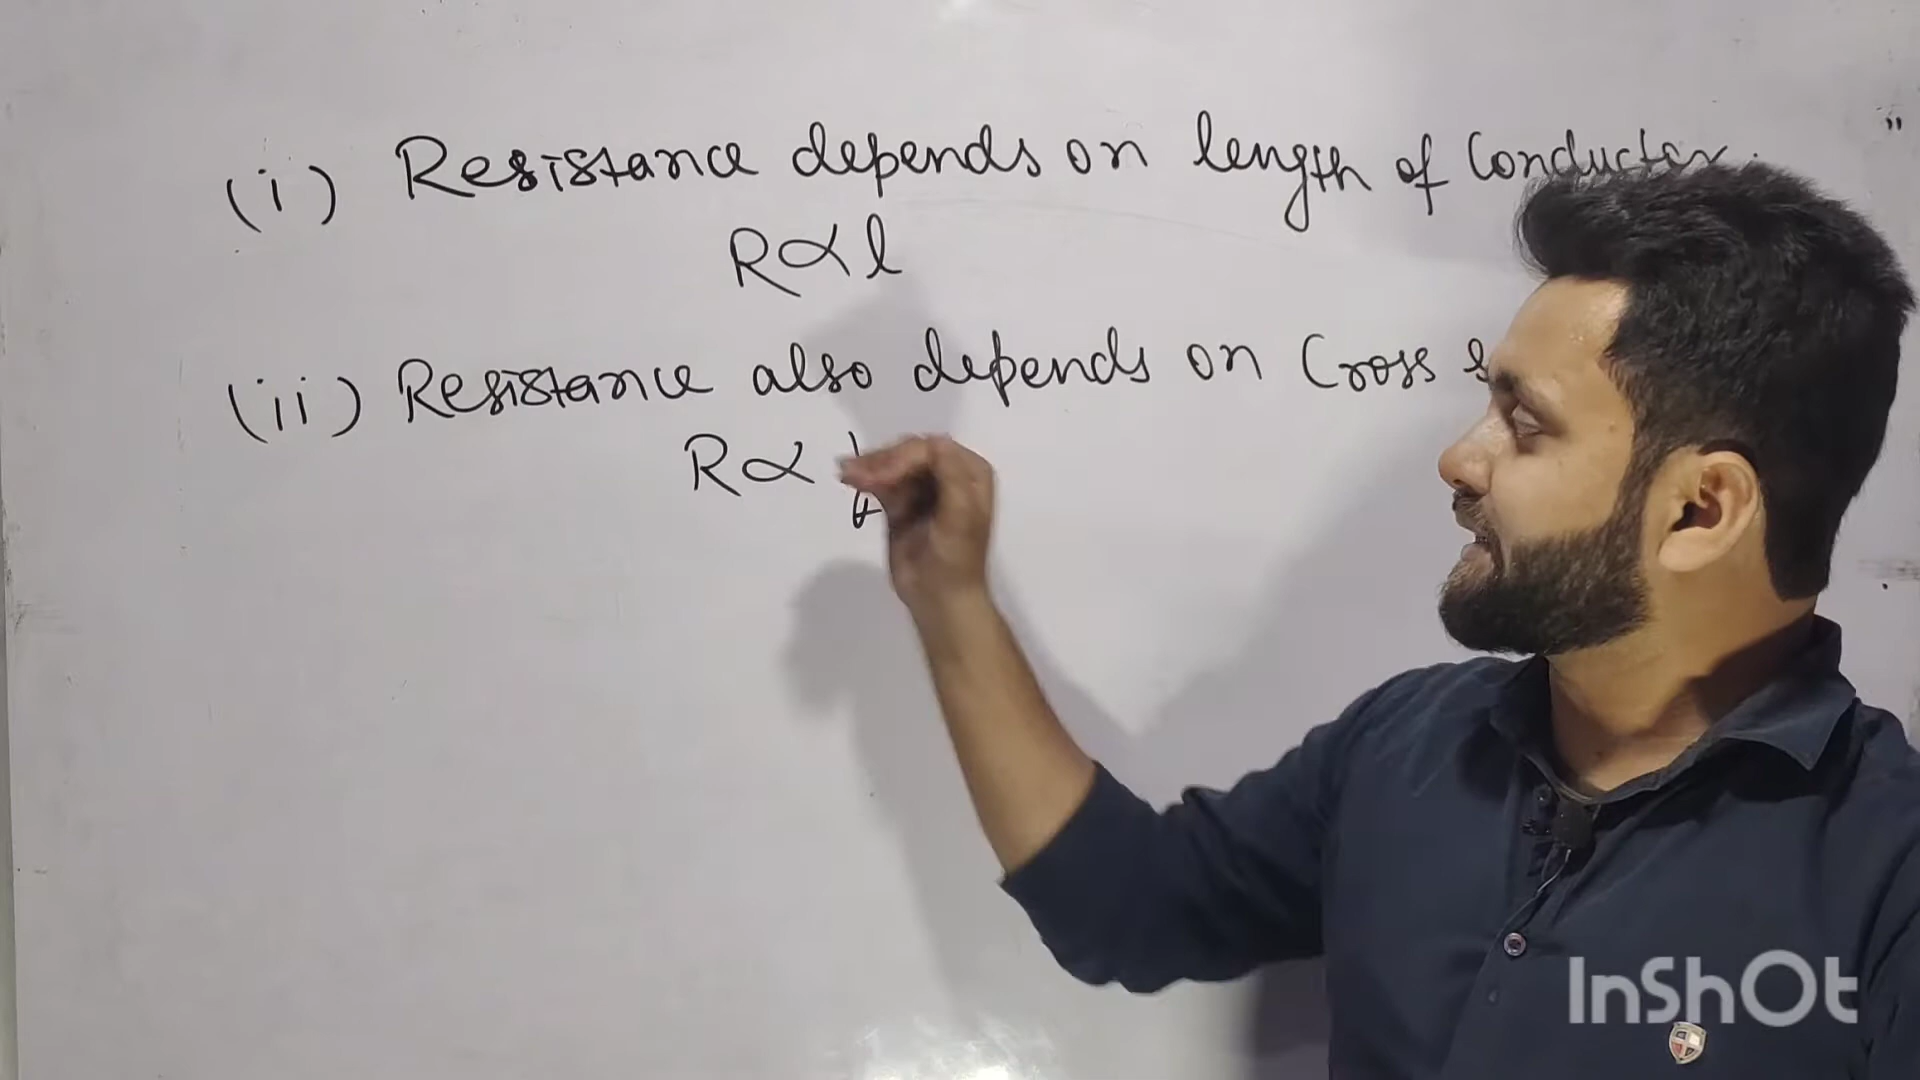 (i) Resistance depends on length of Conductor.
R ∝ l
(ii) Resistance also depends on Cross
R ∝
InShOt